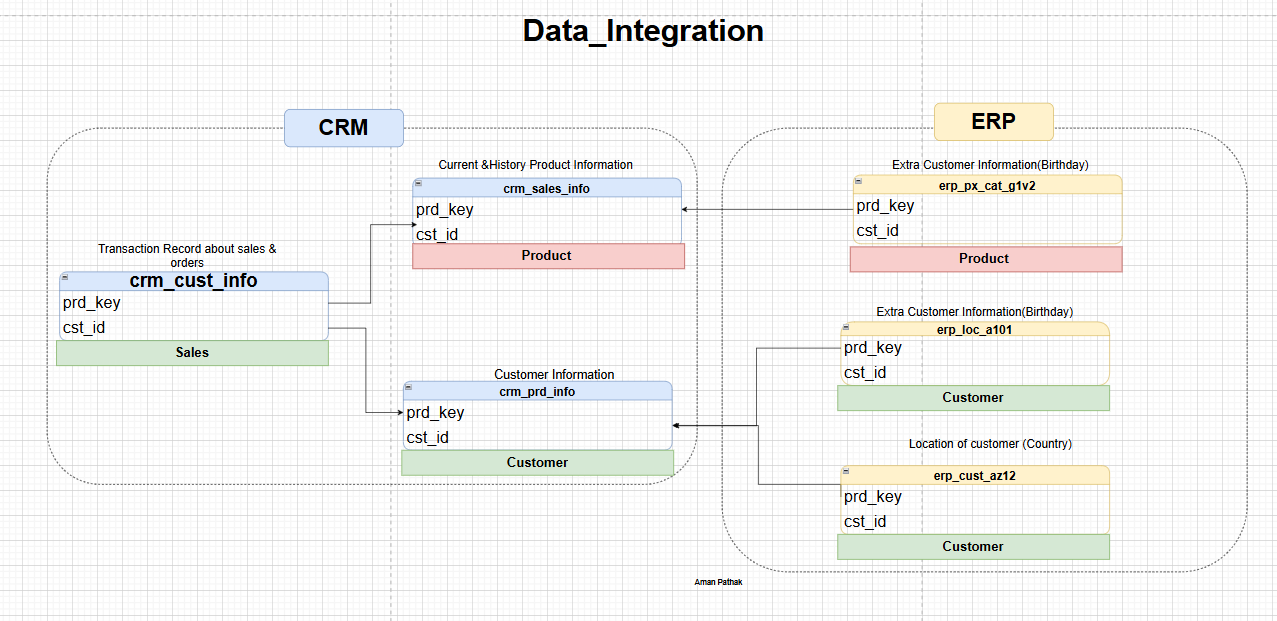 Data_Integration
CRM
Current &History Product Information
crm_sales_info
prd_key
cst_id
Product
Transaction Record about sales &
orders
crm_cust_info
prd_key
cst_id
Sales
Customer Information
crm_prd_info
prd_key
cst_id
Customer
ERP
Extra Customer Information(Birthday)
erp_px_cat_g1v2
prd_key
cst_id
Product
Extra Customer Information(Birthday)
erp_loc_a101
prd_key
cst_id
Customer
Location of customer (Country)
erp_cust_az12
prd_key
cst_id
Customer
Aman Pathak